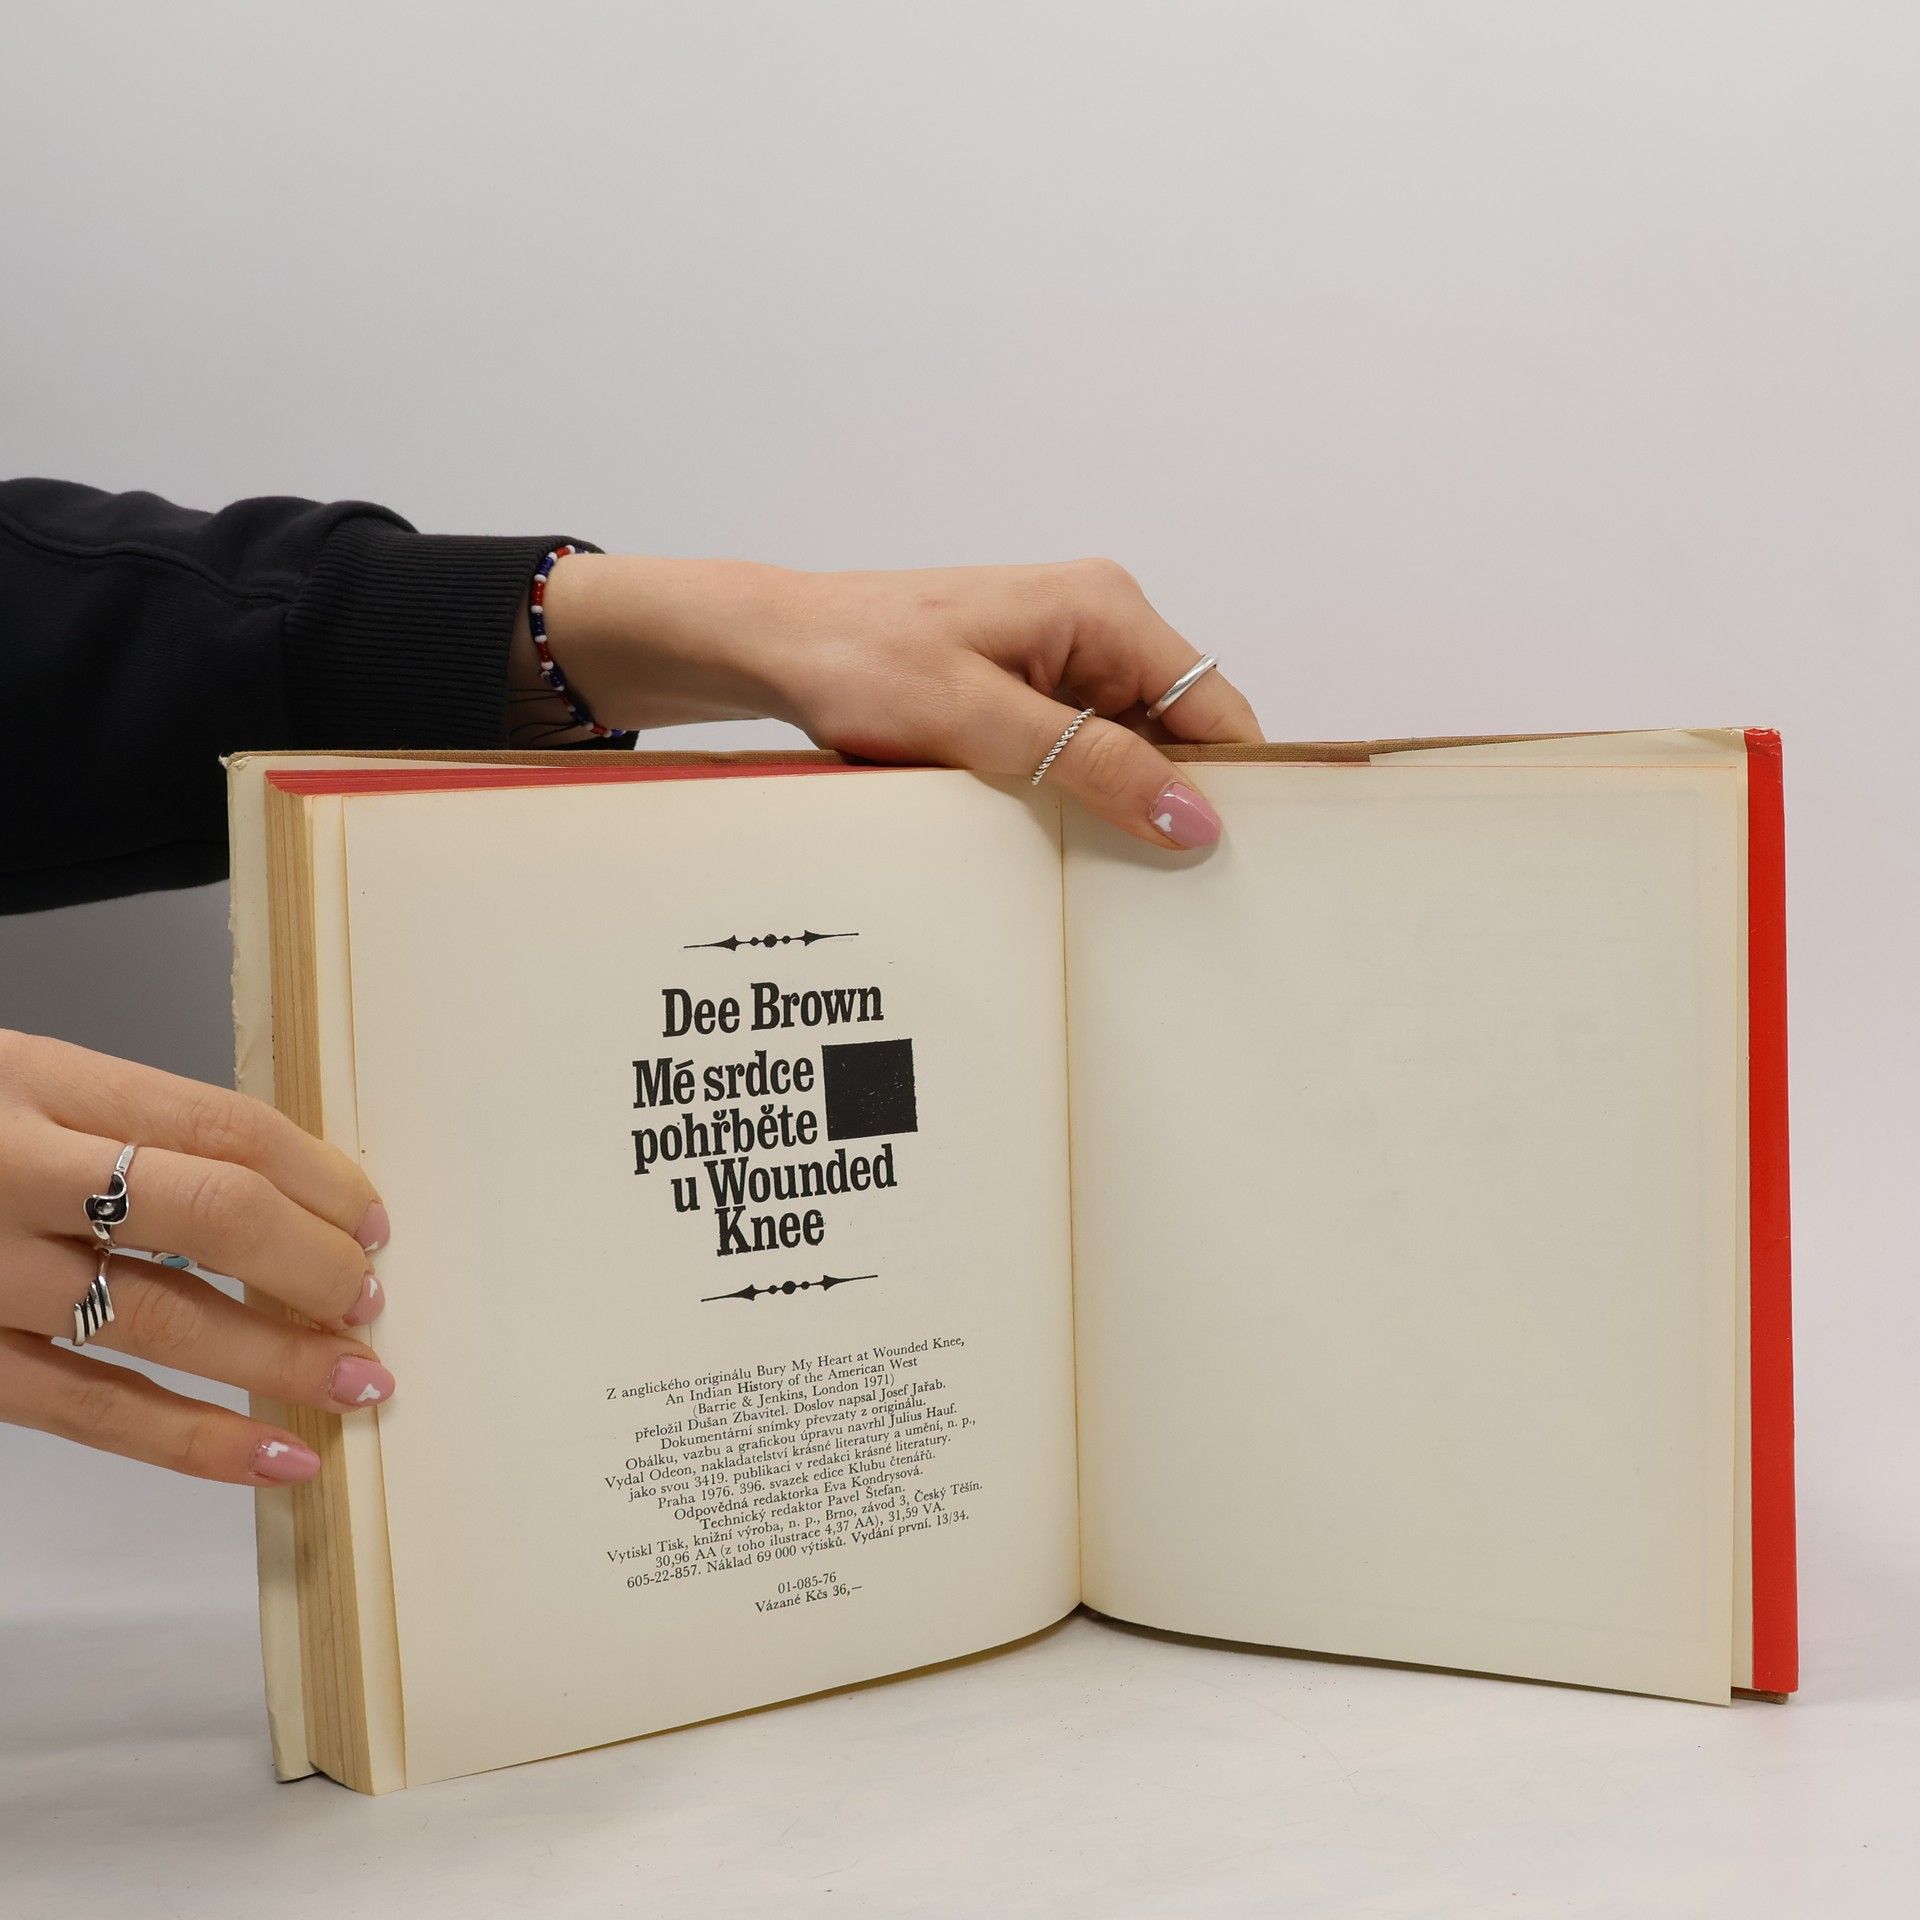 Dee Brown
Mé srdce
pohřběte
u Wounded
Knee
Z anglického originálu Bury My Heart at Wounded Knee,
An Indian History of the American West
(Barrie & Jenkins, London 1971)
přeložil Dušan Zbavitel. Doslov napsal Josef Jařab.
Dokumentární snímky převzaty z originálu.
Obálku, vazbu a grafickou úpravu navrhl Julius Hauf.
Vydal Odeon, nakladatelství krásné literatury a umění, n. p.,
jako svou 3419. publikaci v redakci krásné literatury.
Praha 1976. 396. svazek edice Klubu čtenářů.
Odpovědná redaktorka Eva Kondrysová.
Technický redaktor Pavel Štefan.
Vytiskl Tisk, knižní výroba, n. p., Brno, závod 3, Český Těšín.
30,96 AA (z toho ilustrace 4,37 AA), 31,59 VA.
605-22-857. Náklad 69 000 výtisků. Vydání první. 13/34.
01-085-76
Vázané Kčs 36,—